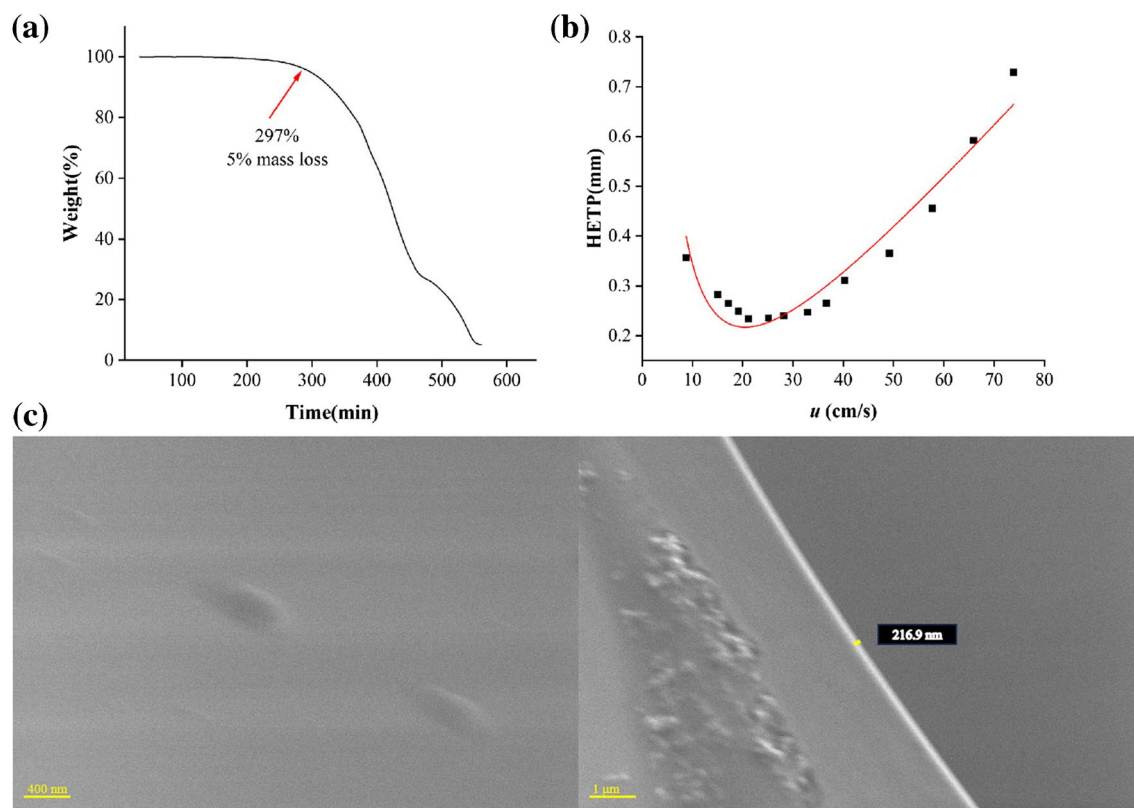 (a)
Weight(%)
100
80
60
40
20
0
297%
5% mass loss
100 200 300 400 500 600
Time(min)
(b)
HETP(mm)
0.8
0.7
0.6
0.5
0.4
0.3
0.2
0 10 20 30 40 50 60 70 80
u (cm/s)
(c)
400 nm
216.9 nm
1 μm